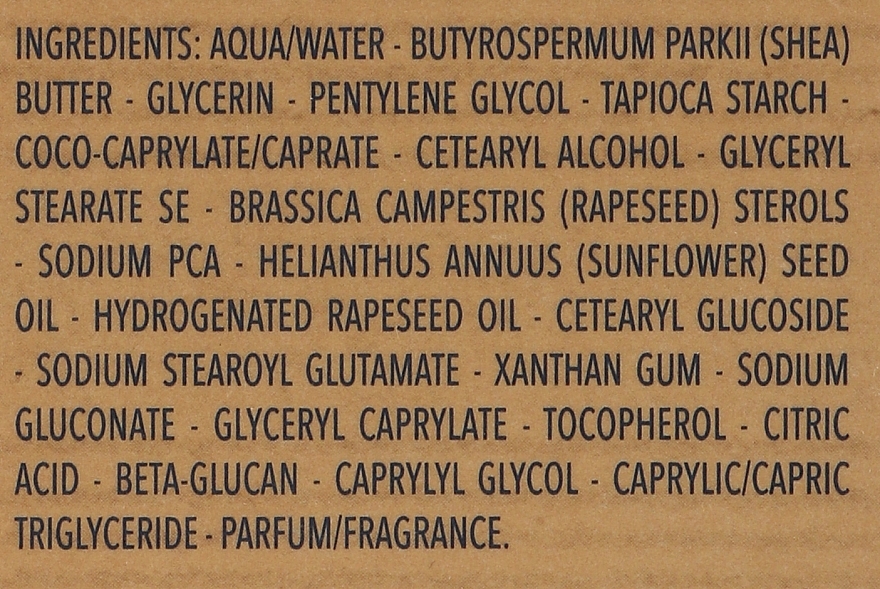 INGREDIENTS: AQUA/WATER - BUTYROSPERMUM PARKII (SHEA)
BUTTER - GLYCERIN - PENTYLENE GLYCOL - TAPIOCA STARCH -
COCO-CAPRYLATE/CAPRATE - CETEARYL ALCOHOL - GLYCERYL
STEARATE SE - BRASSICA CAMPESTRIS (RAPESEED) STEROLS
- SODIUM PCA - HELIANTHUS ANNUUS (SUNFLOWER) SEED
OIL - HYDROGENATED RAPESEED OIL - CETEARYL GLUCOSIDE
- SODIUM STEAROYL GLUTAMATE - XANTHAN GUM - SODIUM
GLUCONATE - GLYCERYL CAPRYLATE - TOCOPHEROL - CITRIC
ACID - BETA-GLUCAN - CAPRYLYL GLYCOL - CAPRYLIC/CAPRIC
TRIGLYCERIDE - PARFUM/FRAGRANCE.